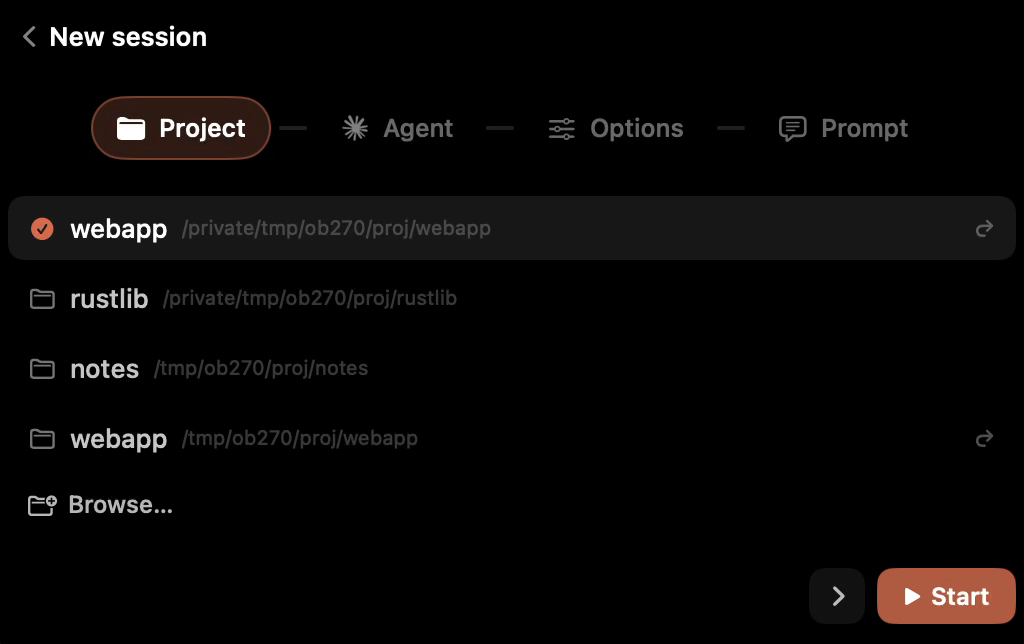 New session
Project Agent Options Prompt
webapp /private/tmp/ob270/proj/webapp
rustlib /private/tmp/ob270/proj/rustlib
notes /tmp/ob270/proj/notes
webapp /tmp/ob270/proj/webapp
Browse...
Start